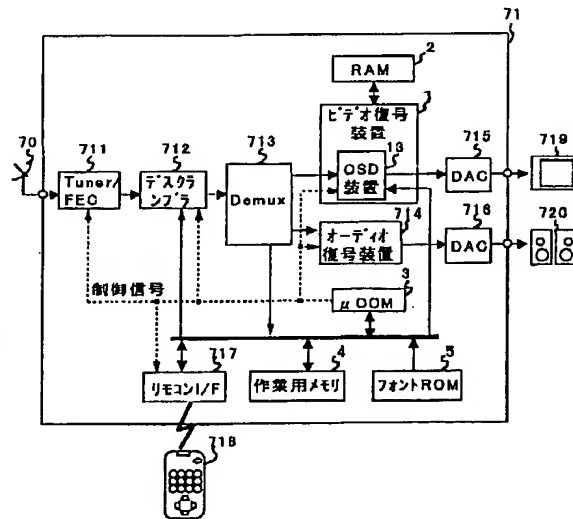 71
2
RAM
1
ビデオ復号
装置
70
711
712
713
13
715
719
Tuner/
FEC
デスクラ
ンブラ
Demux
OSD
装置
DAC
714
716
720
オーディオ
復号装置
DAC
制御信号
3
μCOM
717
4
5
リモコンI/F
作業用メモリ
フォントROM
718